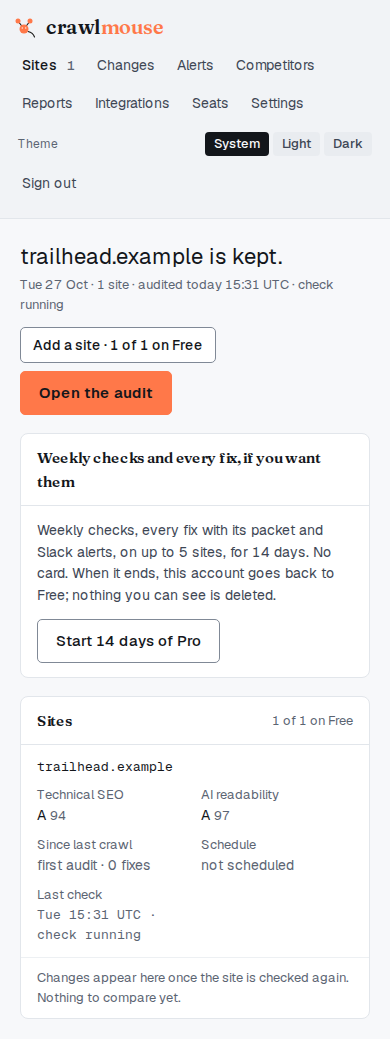 crawlmouse
Sites 1 Changes Alerts Competitors
Reports Integrations Seats Settings
Theme System Light Dark
Sign out
trailhead.example is kept.
Tue 27 Oct · 1 site · audited today 15:31 UTC · check
running
Add a site · 1 of 1 on Free
Open the audit
Weekly checks and every fix, if you want
them
Weekly checks, every fix with its packet and
Slack alerts, on up to 5 sites, for 14 days. No
card. When it ends, this account goes back to
Free; nothing you can see is deleted.
Start 14 days of Pro
Sites 1 of 1 on Free
trailhead.example
Technical SEO AI readability
A 94 A 97
Since last crawl Schedule
first audit · 0 fixes not scheduled
Last check
Tue 15:31 UTC ·
check running
Changes appear here once the site is checked again.
Nothing to compare yet.